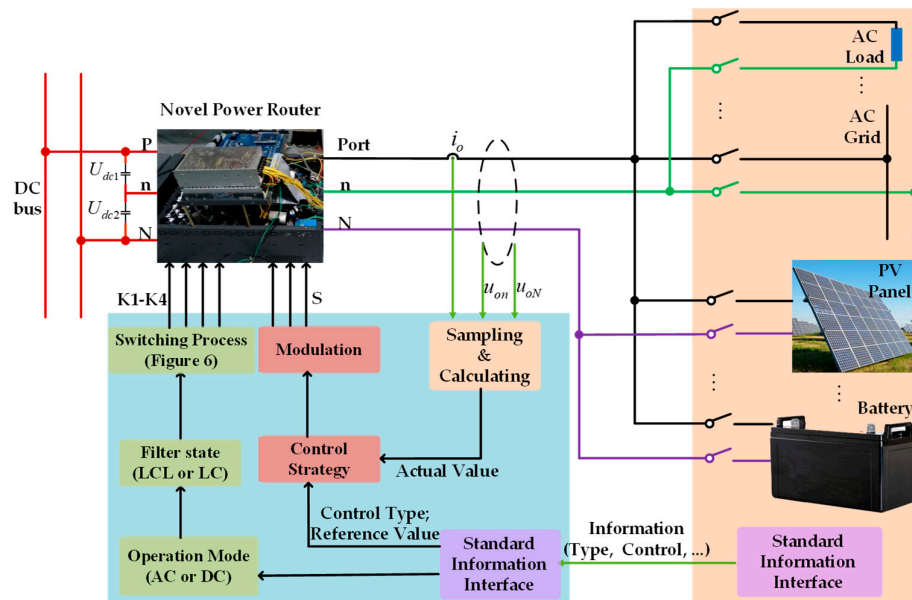 AC
Load
Novel Power Router
P
Port
i_o
AC
Grid
U_dc1
n
n
DC
bus
U_dc2
N
N
K1-K4
S
u_on
u_oN
PV
Panel
Switching Process
(Figure 6)
Modulation
Sampling
&
Calculating
Battery
Filter state
(LCL or LC)
Control
Strategy
Actual Value
Control Type;
Reference Value
Information
(Type, Control, ...)
Operation Mode
(AC or DC)
Standard
Information
Interface
Standard
Information
Interface